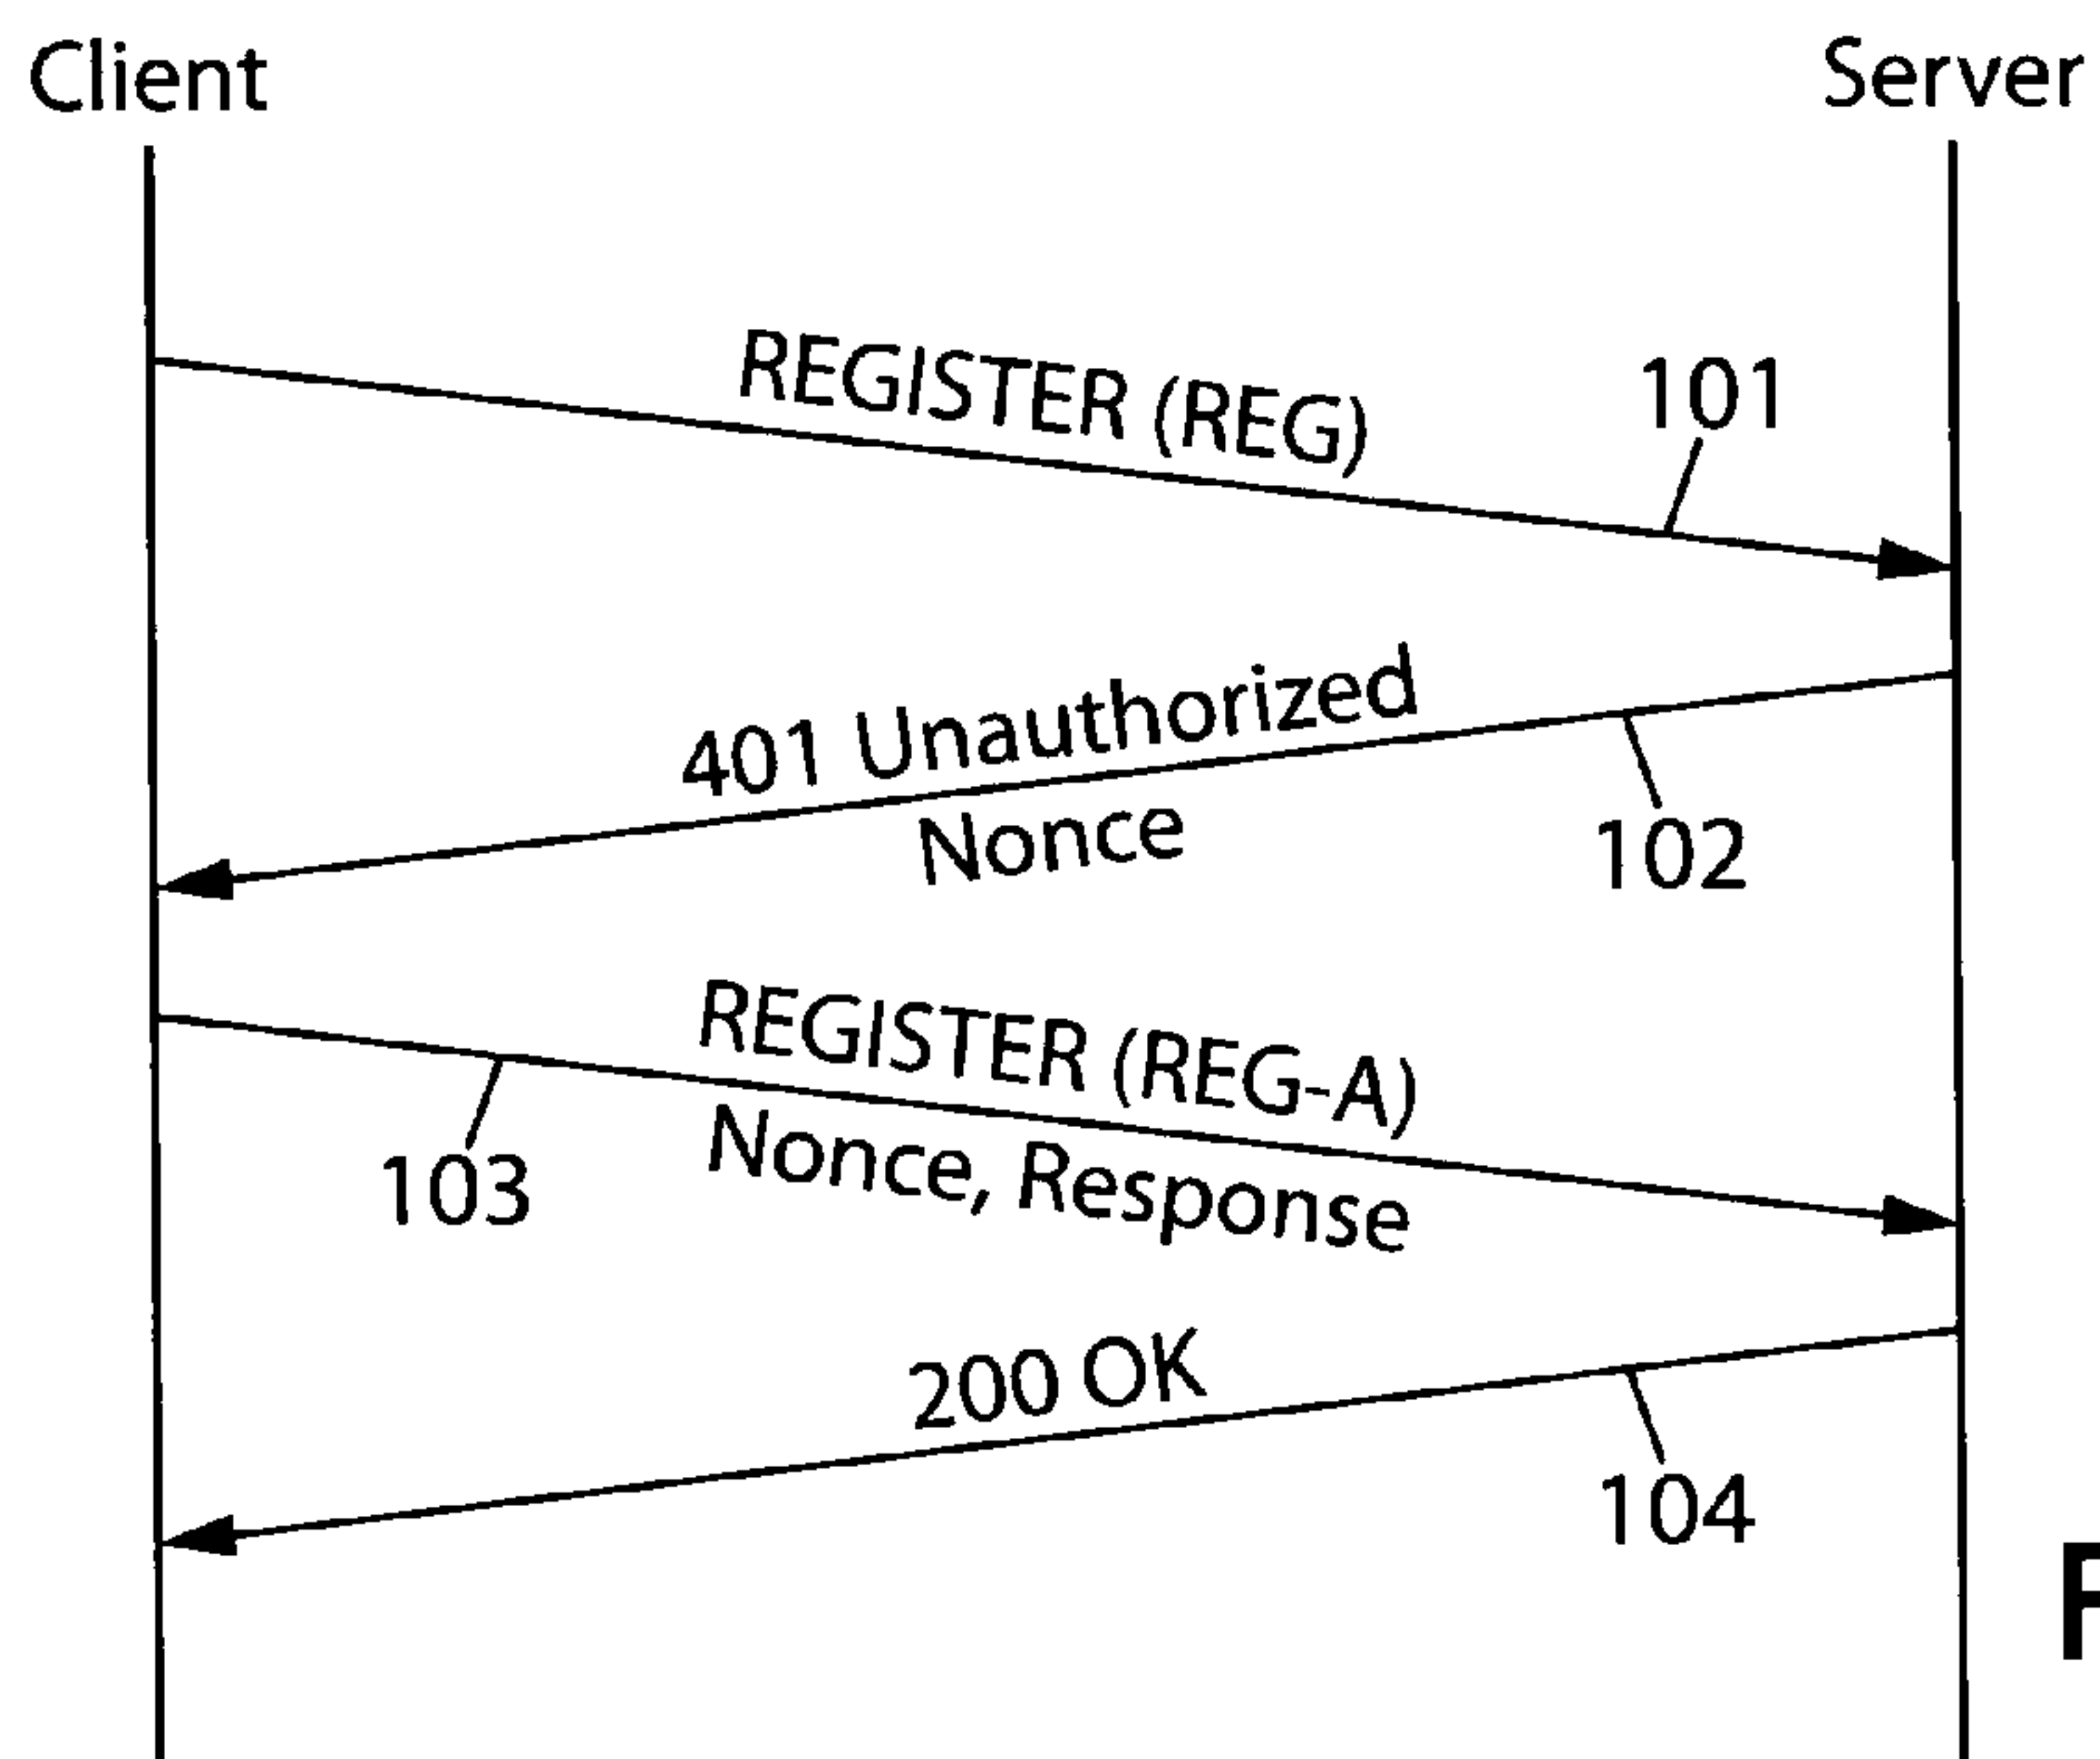 Client
Server
REGISTER (REG)
101
401 Unauthorized
Nonce
102
REGISTER (REG-A)
Nonce, Response
103
200 OK
104